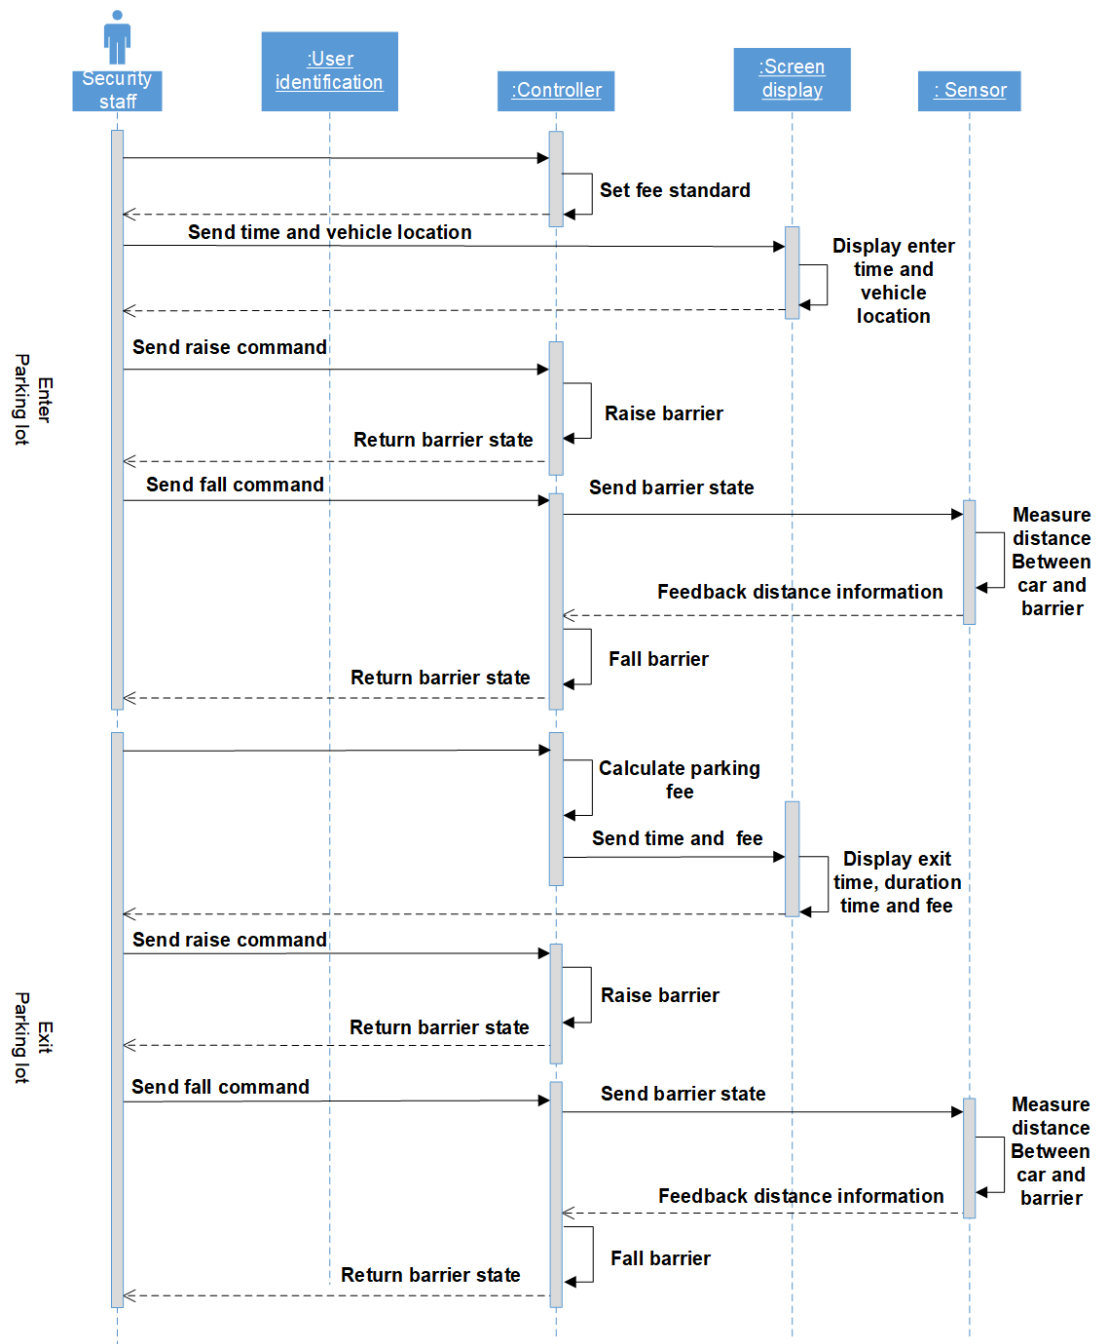 Security
staff
:User
identification
:Controller
:Screen
display
: Sensor
Set fee standard
Send time and vehicle location
Display enter
time and
vehicle
location
Send raise command
Raise barrier
Return barrier state
Enter
Parking lot
Send fall command
Send barrier state
Measure
distance
Between
car and
barrier
Feedback distance information
Fall barrier
Return barrier state
Calculate parking
fee
Send time and  fee
Display exit
time, duration
time and fee
Send raise command
Raise barrier
Return barrier state
Exit
Parking lot
Send fall command
Send barrier state
Measure
distance
Between
car and
barrier
Feedback distance information
Fall barrier
Return barrier state